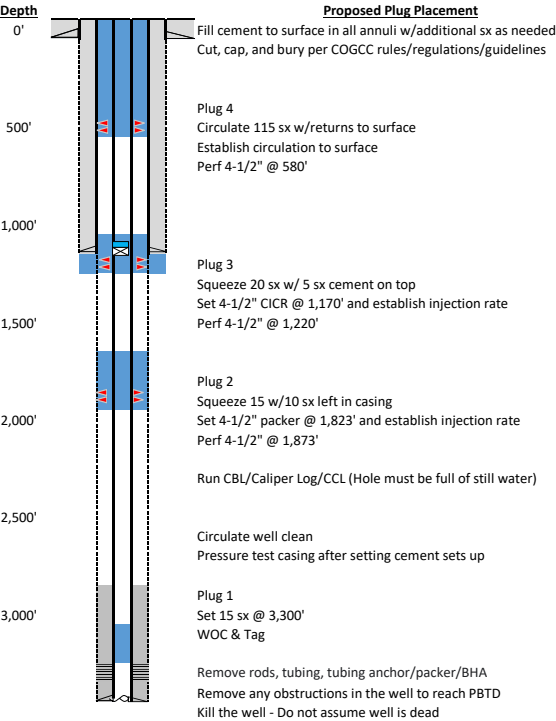 Depth
Proposed Plug Placement
0'
Fill cement to surface in all annuli w/additional sx as needed
Cut, cap, and bury per COGCC rules/regulations/guidelines
Plug 4
500'
Circulate 115 sx w/returns to surface
Establish circulation to surface
Perf 4-1/2" @ 580'
1,000'
Plug 3
Squeeze 20 sx w/ 5 sx cement on top
Set 4-1/2" CICR @ 1,170' and establish injection rate
1,500'
Perf 4-1/2" @ 1,220'
Plug 2
Squeeze 15 w/10 sx left in casing
2,000'
Set 4-1/2" packer @ 1,823' and establish injection rate
Perf 4-1/2" @ 1,873'
Run CBL/Caliper Log/CCL (Hole must be full of still water)
2,500'
Circulate well clean
Pressure test casing after setting cement sets up
Plug 1
3,000'
Set 15 sx @ 3,300'
WOC & Tag
Remove rods, tubing, tubing anchor/packer/BHA
Remove any obstructions in the well to reach PBTD
Kill the well - Do not assume well is dead